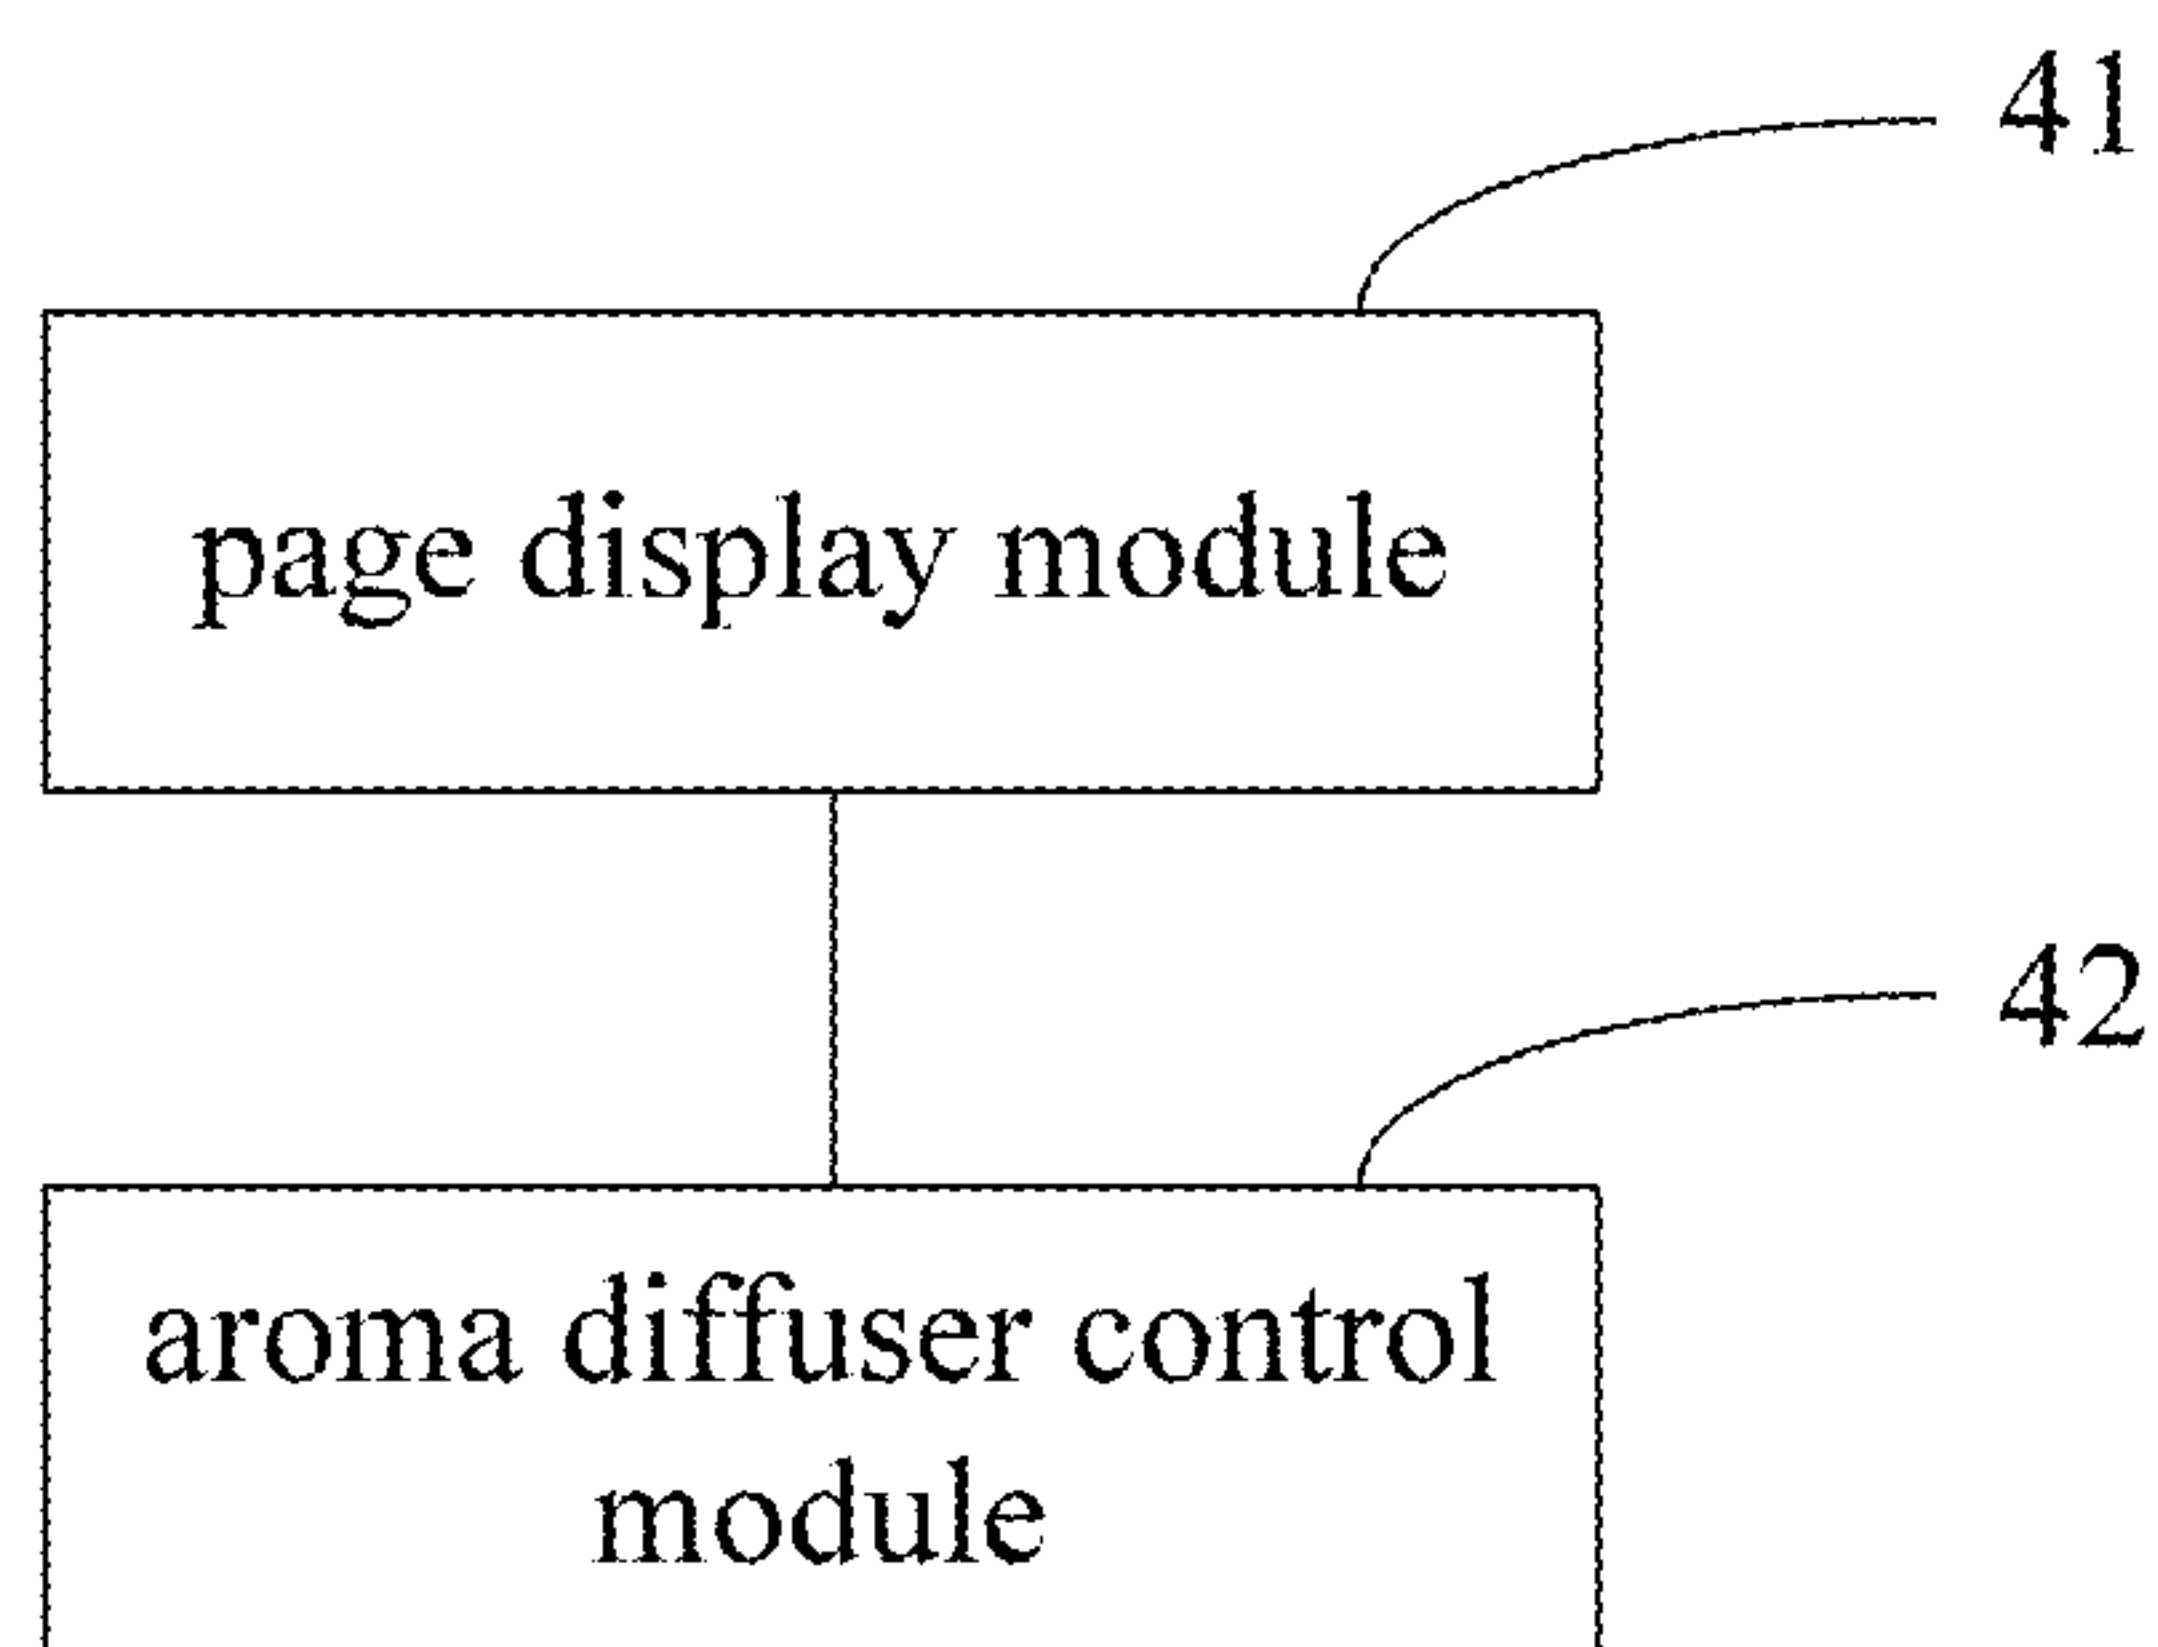 41
page display module
42
aroma diffuser control
module